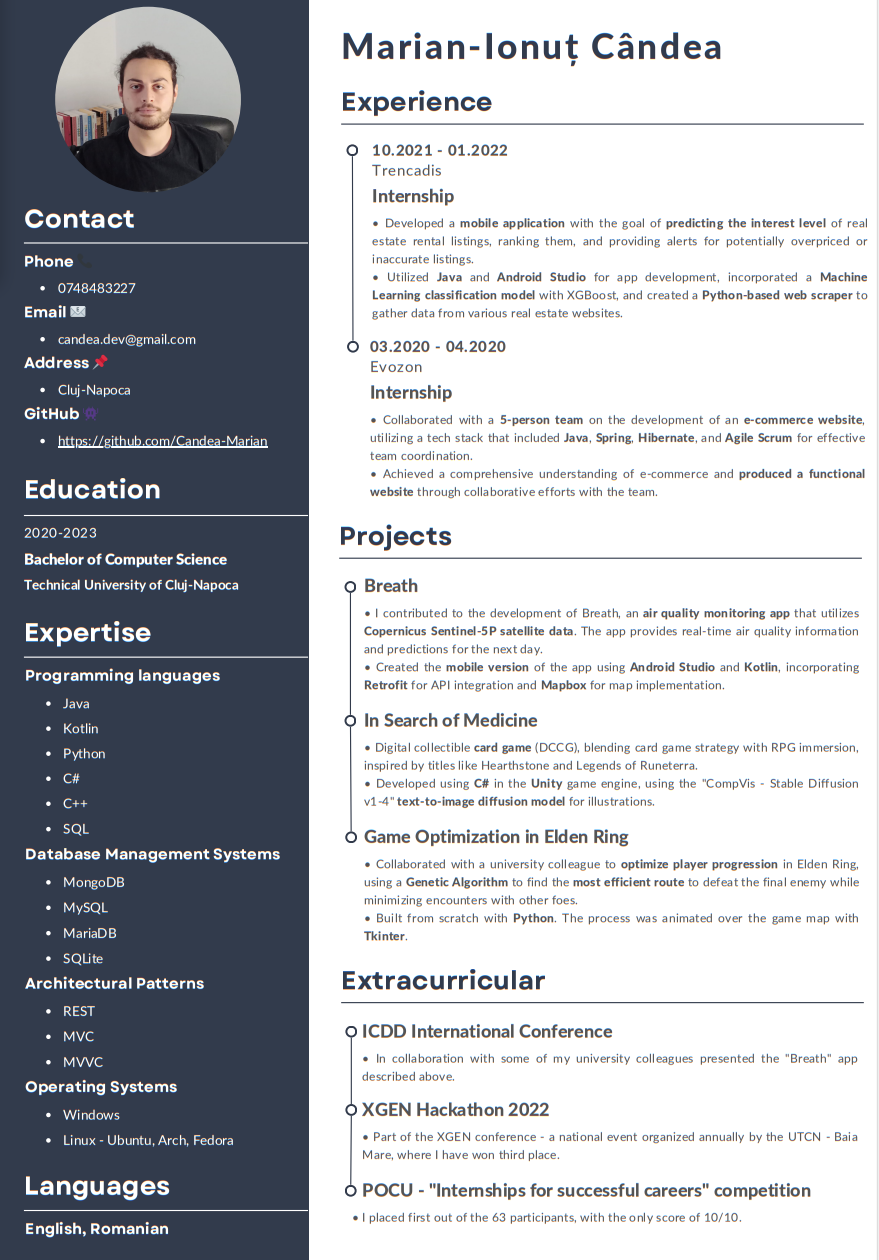 Contact
Phone
• 0748483227
Email
• candea.dev@gmail.com
Address
• Cluj-Napoca
GitHub
• https://github.com/Candea-Marian
Education
2020-2023
Bachelor of Computer Science
Technical University of Cluj-Napoca
Expertise
Programming languages
• Java
• Kotlin
• Python
• C#
• C++
• SQL
Database Management Systems
• MongoDB
• MySQL
• MariaDB
• SQLite
Architectural Patterns
• REST
• MVC
• MVVC
Operating Systems
• Windows
• Linux - Ubuntu, Arch, Fedora
Languages
English, Romanian
Marian-Ionuț Cândea
Experience
10.2021 - 01.2022
Trencadis
Internship
• Developed a mobile application with the goal of predicting the interest level of real
estate rental listings, ranking them, and providing alerts for potentially overpriced or
inaccurate listings.
• Utilized Java and Android Studio for app development, incorporated a Machine
Learning classification model with XGBoost, and created a Python-based web scraper to
gather data from various real estate websites.
03.2020 - 04.2020
Evozon
Internship
• Collaborated with a 5-person team on the development of an e-commerce website,
utilizing a tech stack that included Java, Spring, Hibernate, and Agile Scrum for effective
team coordination.
• Achieved a comprehensive understanding of e-commerce and produced a functional
website through collaborative efforts with the team.
Projects
Breath
• I contributed to the development of Breath, an air quality monitoring app that utilizes
Copernicus Sentinel-5P satellite data. The app provides real-time air quality information
and predictions for the next day.
• Created the mobile version of the app using Android Studio and Kotlin, incorporating
Retrofit for API integration and Mapbox for map implementation.
In Search of Medicine
• Digital collectible card game (DCCG), blending card game strategy with RPG immersion,
inspired by titles like Hearthstone and Legends of Runeterra.
• Developed using C# in the Unity game engine, using the "CompVis - Stable Diffusion
v1-4" text-to-image diffusion model for illustrations.
Game Optimization in Elden Ring
• Collaborated with a university colleague to optimize player progression in Elden Ring,
using a Genetic Algorithm to find the most efficient route to defeat the final enemy while
minimizing encounters with other foes.
• Built from scratch with Python. The process was animated over the game map with
Tkinter.
Extracurricular
ICDD International Conference
• In collaboration with some of my university colleagues presented the "Breath" app
described above.
XGEN Hackathon 2022
• Part of the XGEN conference - a national event organized annually by the UTCN - Baia
Mare, where I have won third place.
POCU - "Internships for successful careers" competition
• I placed first out of the 63 participants, with the only score of 10/10.